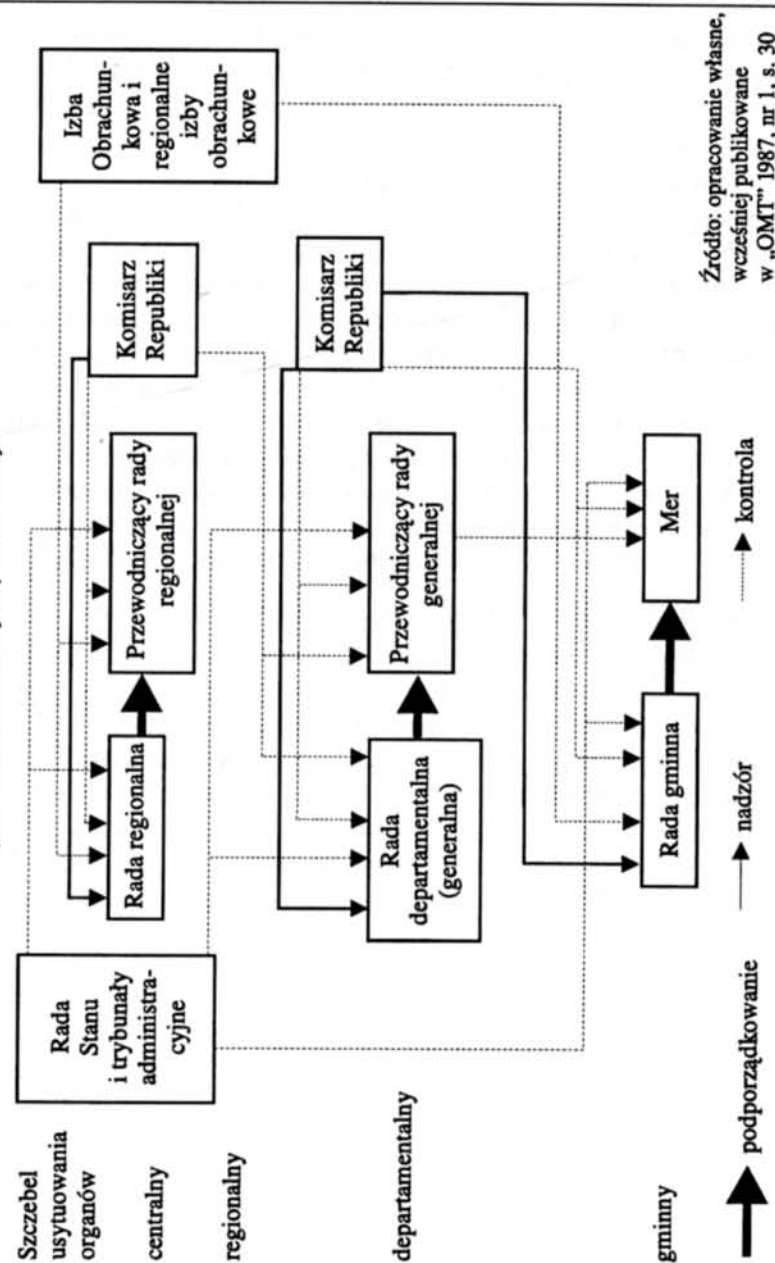 Szczebel
usytuowania
organów
centralny
regionalny
departamentalny
gminny
Rada
Stanu
i trybunały
administra-
cyjne
Izba
Obrachun-
kowa i
regionalne
izby
obrachun-
kowe
Rada regionalna
Przewodniczący rady
regionalnej
Komisarz
Republiki
Rada
departamentalna
(generalna)
Przewodniczący rady
generalnej
Komisarz
Republiki
Rada gminna
Mer
podporządkowanie
nadzór
kontrola
Źródło: opracowanie własne,
wcześniej publikowane
w „OMT” 1987, nr 1, s. 30